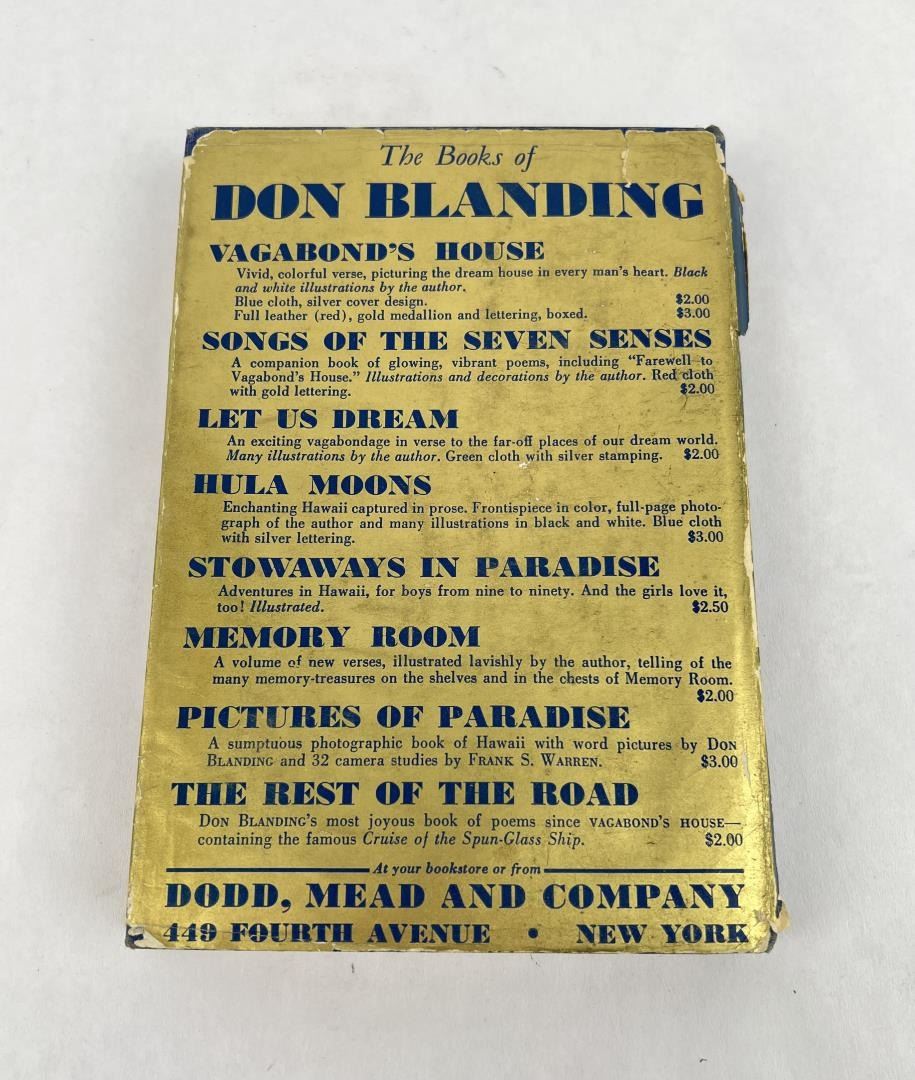 The Books of
DON BLANDING
VAGABOND'S HOUSE
Vivid, colorful verse, picturing the dream house in every man's heart. Black
and white illustrations by the author.
Blue cloth, silver cover design. $2.00
Full leather (red), gold medallion and lettering, boxed. $3.00
SONGS OF THE SEVEN SENSES
A companion book of glowing, vibrant poems, including "Farewell to
Vagabond's House." Illustrations and decorations by the author. Red cloth
with gold lettering. $2.00
LET US DREAM
An exciting vagabondage in verse to the far-off places of our dream world.
Many illustrations by the author. Green cloth with silver stamping. $2.00
HULA MOONS
Enchanting Hawaii captured in prose. Frontispiece in color, full-page photo-
graph of the author and many illustrations in black and white. Blue cloth
with silver lettering. $3.00
STOWAWAYS IN PARADISE
Adventures in Hawaii, for boys from nine to ninety. And the girls love it,
too! Illustrated. $2.50
MEMORY ROOM
A volume of new verses, illustrated lavishly by the author, telling of the
many memory-treasures on the shelves and in the chests of Memory Room.
$2.00
PICTURES OF PARADISE
A sumptuous photographic book of Hawaii with word pictures by DON
BLANDING and 32 camera studies by FRANK S. WARREN. $3.00
THE REST OF THE ROAD
DON BLANDING'S most joyous book of poems since VAGABOND'S HOUSE—
containing the famous Cruise of the Spun-Glass Ship. $2.00
At your bookstore or from
DODD, MEAD AND COMPANY
449 FOURTH AVENUE • NEW YORK